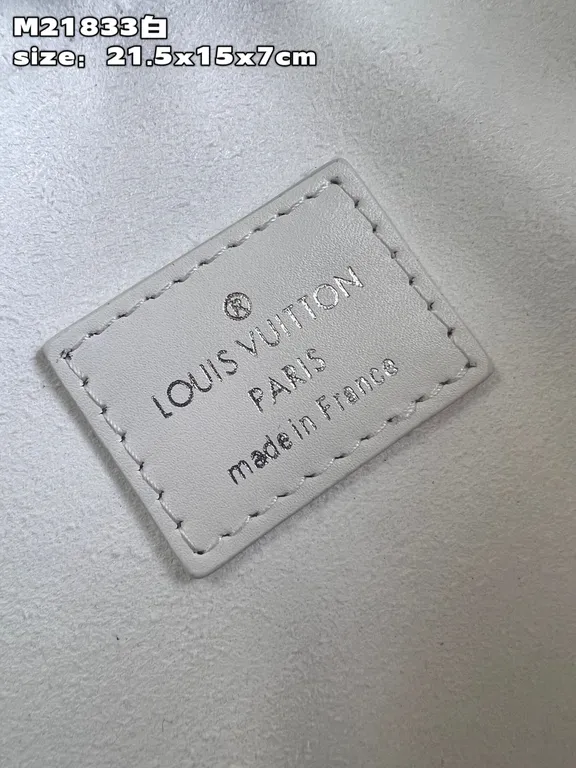 M21833白
size：21.5x15x7cm
®
LOUIS VUITTON
PARIS
made in France